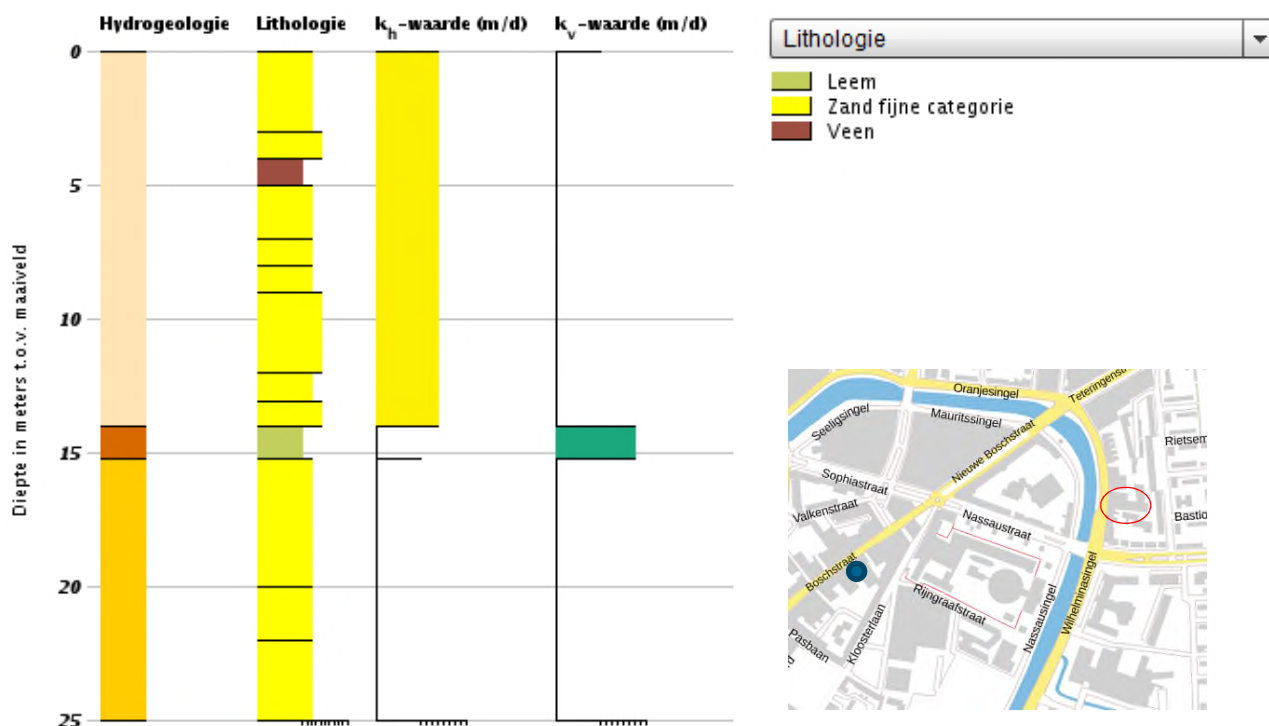 Hydrogeologie Lithologie kh-waarde (m/d) kv-waarde (m/d)
0
5
10
15
20
25
Diepte in meters t.o.v. maaiveld
Lithologie
Leem
Zand fijne categorie
Veen
Oranjesingel
Teteringenst
Seeligsingel
Mauritssingel
Nieuwe Boschstraat
Rietsem
Sophiastraat
Valkenstraat
Nassaustraat
Bastio
Boschstraat
Rijngraafstraat
Nassausingel
Wilhelminasingel
Kloosterlaan
Pasbaan